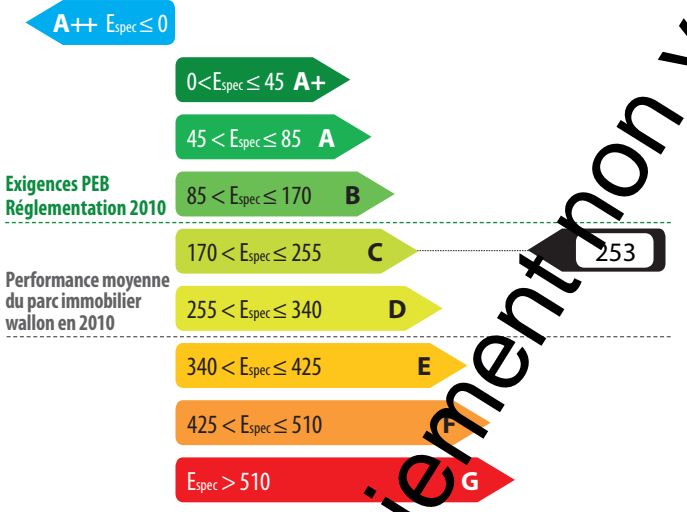 A++ Espec ≤ 0
0 < Espec ≤ 45 A+
45 < Espec ≤ 85 A
Exigences PEB
Réglementation 2010
85 < Espec ≤ 170 B
170 < Espec ≤ 255 C
253
Performance moyenne
du parc immobilier
wallon en 2010
255 < Espec ≤ 340 D
340 < Espec ≤ 425 E
425 < Espec ≤ 510 F
Espec > 510 G
iement non v